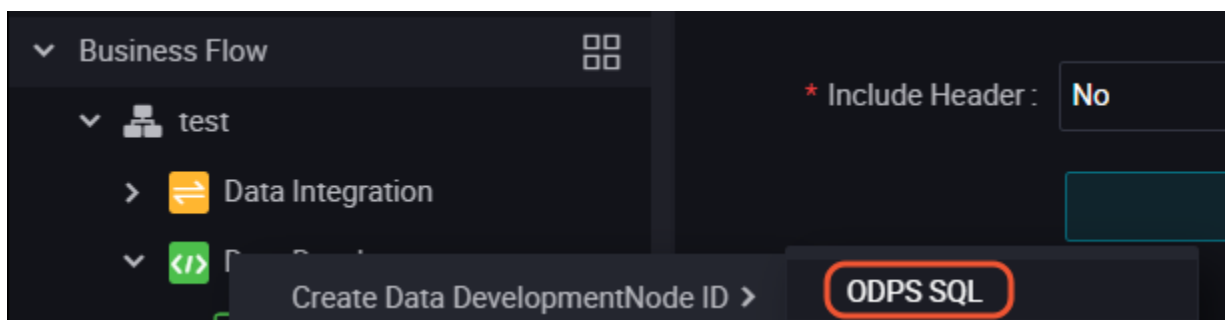 Business Flow
* Include Header : No
test
Data Integration
Create Data DevelopmentNode ID >
ODPS SQL